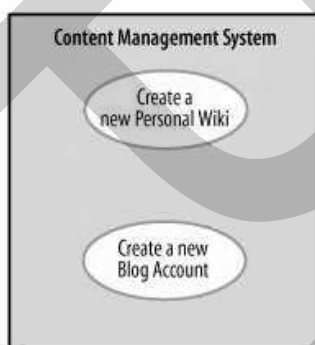 Content Management System
Create a
new Personal Wiki
Create a new
Blog Account